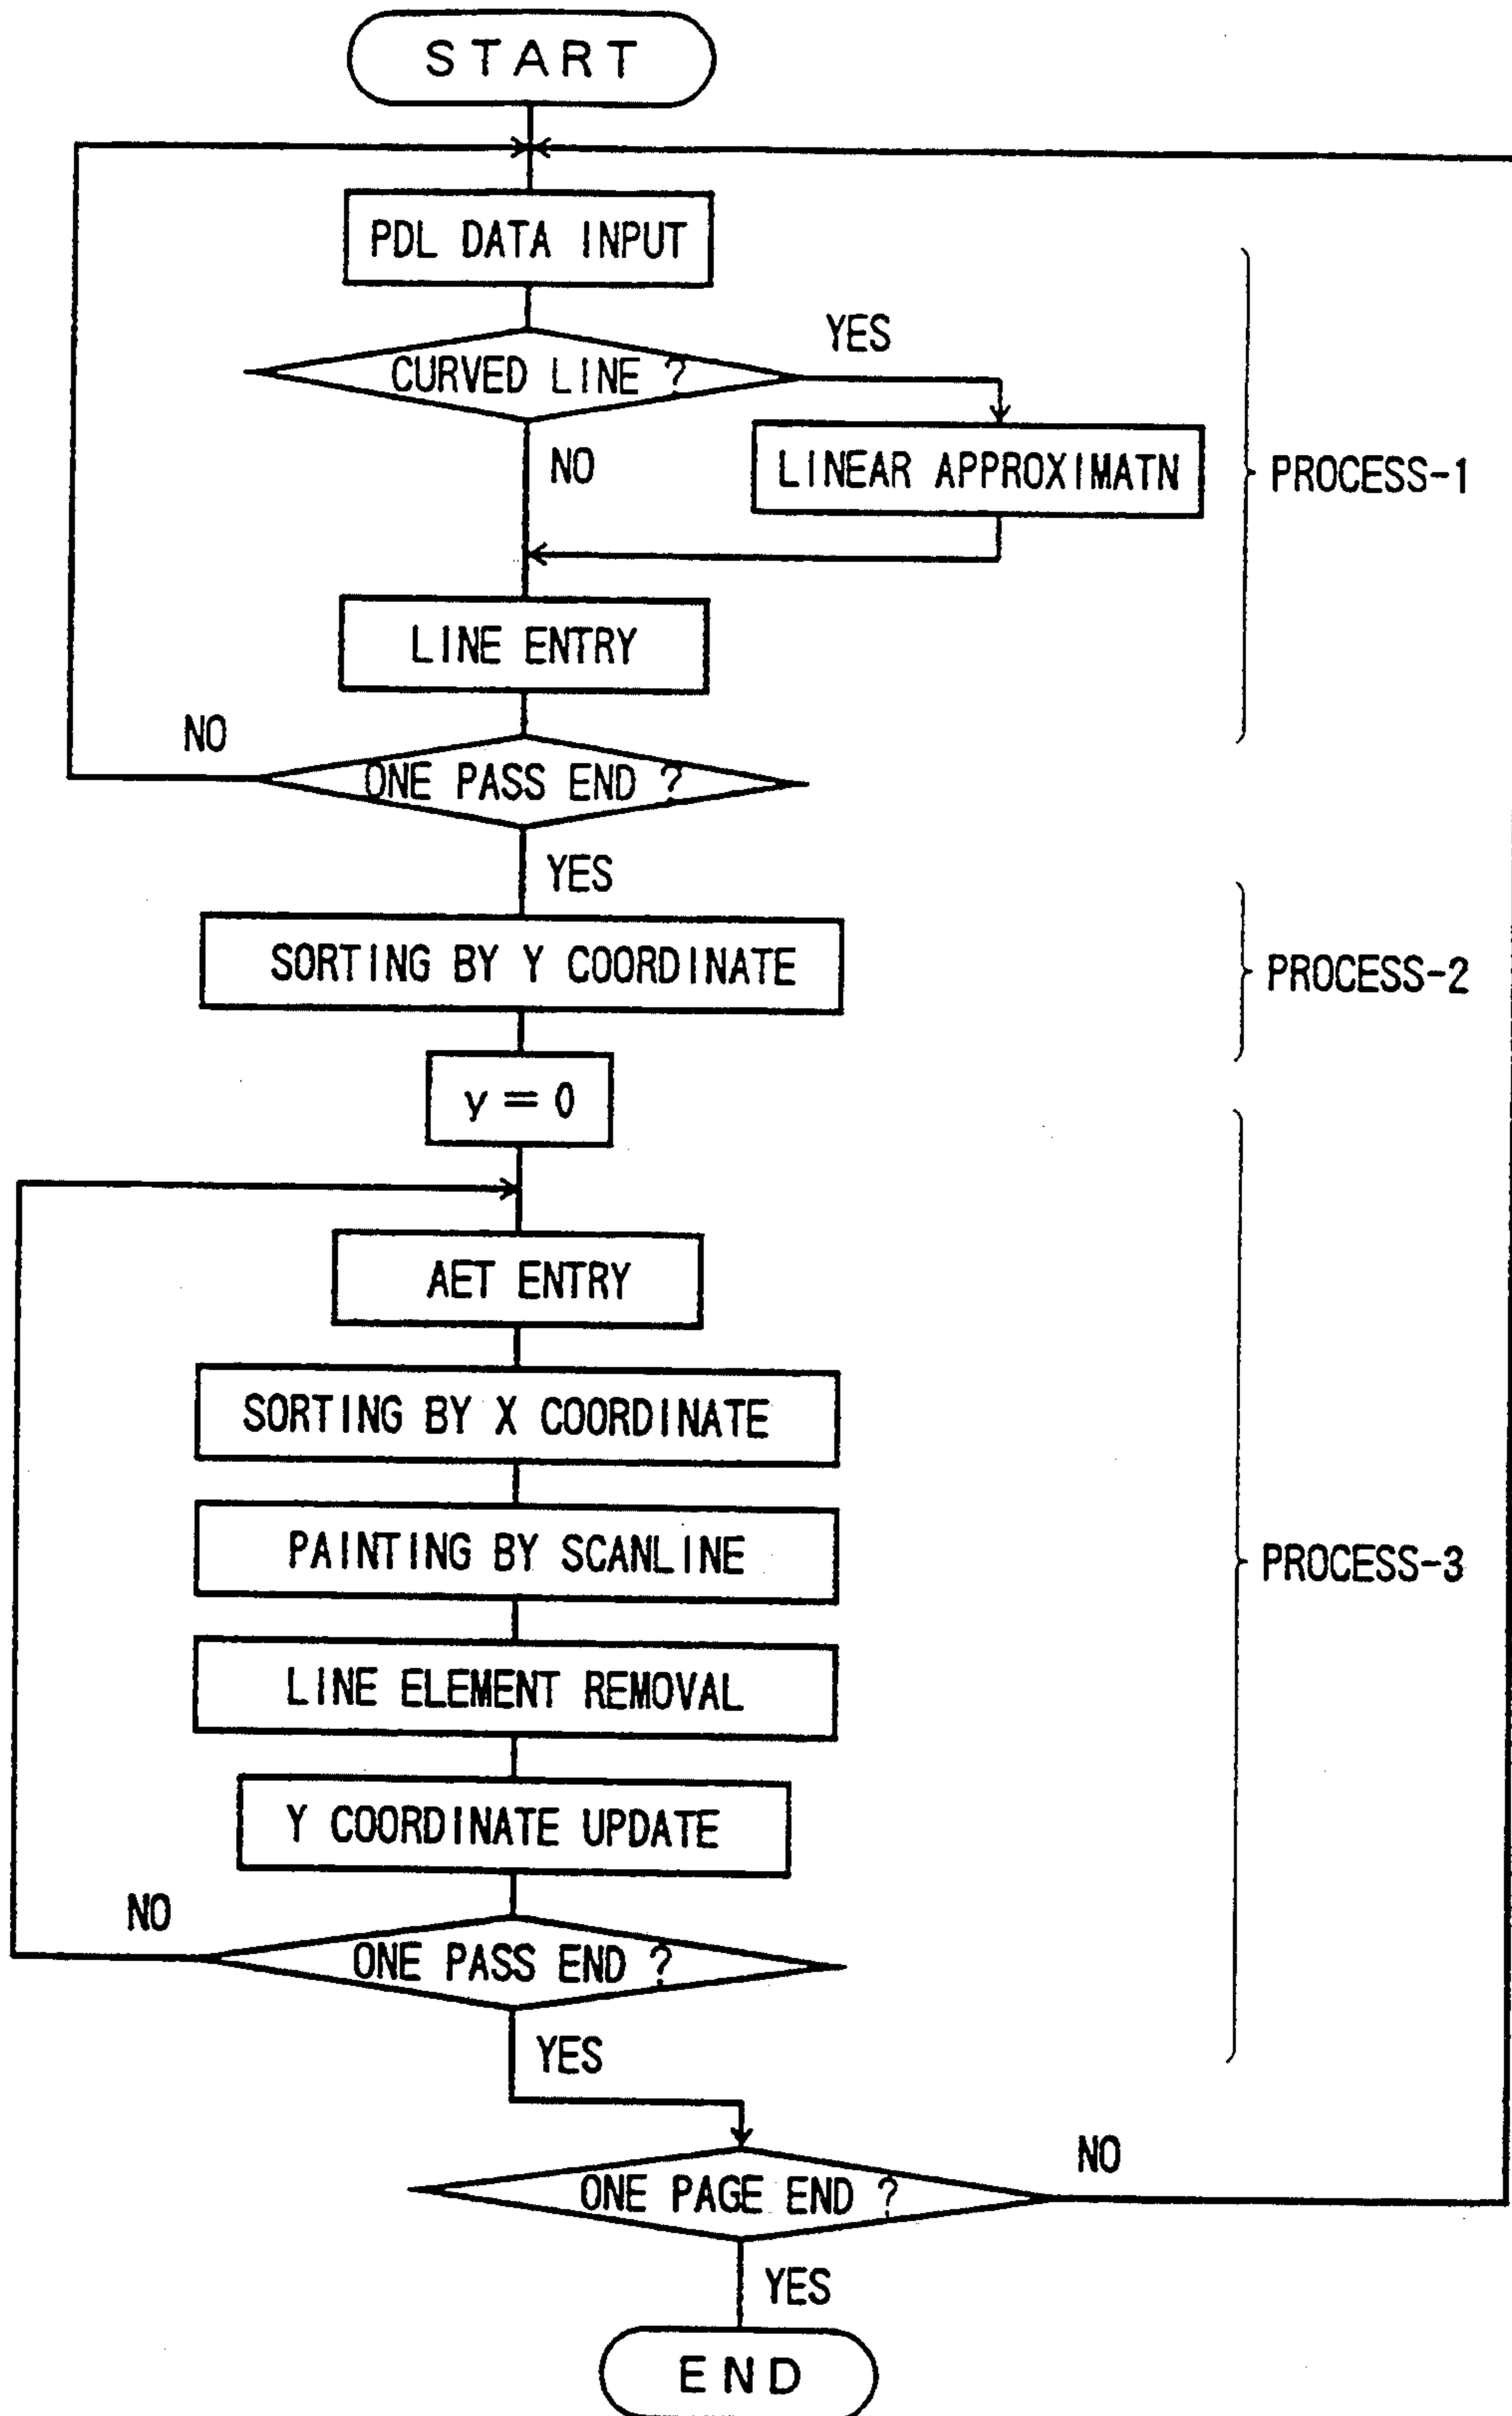 START
PDL DATA INPUT
YES
CURVED LINE ?
NO
LINEAR APPROXIMATN
PROCESS-1
LINE ENTRY
NO
ONE PASS END ?
YES
SORTING BY Y COORDINATE
PROCESS-2
y = 0
AET ENTRY
SORTING BY X COORDINATE
PAINTING BY SCANLINE
PROCESS-3
LINE ELEMENT REMOVAL
Y COORDINATE UPDATE
NO
ONE PASS END ?
YES
NO
ONE PAGE END ?
YES
END